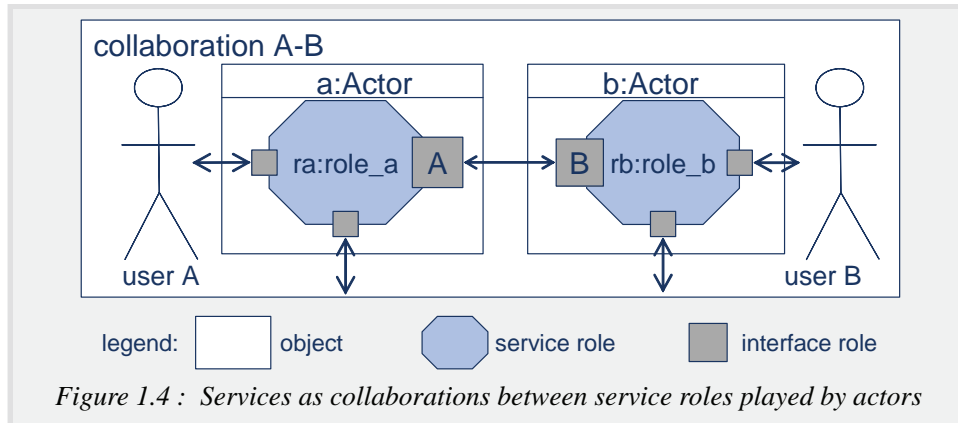 collaboration A-B
a:Actor
b:Actor
ra:role_a
A
B
rb:role_b
user A
user B
legend:
object
service role
interface role
Figure 1.4 : Services as collaborations between service roles played by actors